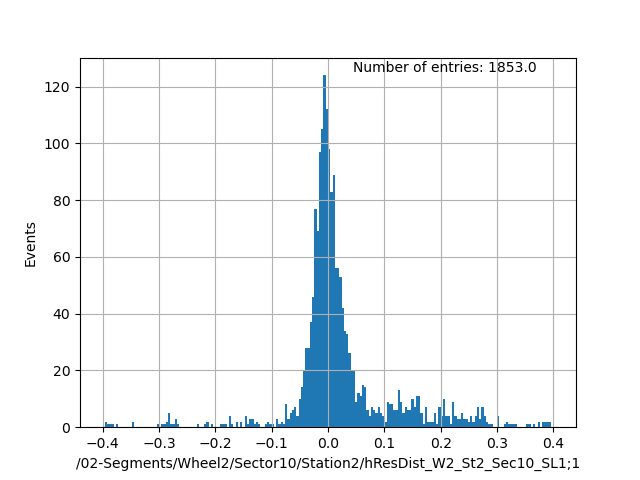 Number of entries: 1853.0
120
100
80
60
40
20
0
Events
−0.4 −0.3 −0.2 −0.1 0.0 0.1 0.2 0.3 0.4
/02-Segments/Wheel2/Sector10/Station2/hResDist_W2_St2_Sec10_SL1;1